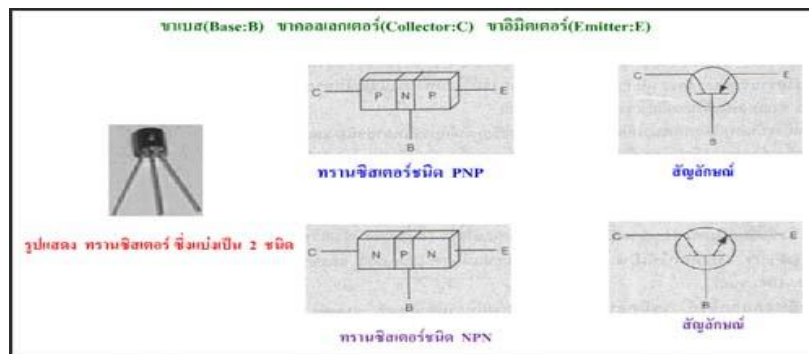 ขาเบส(Base:B) ขาคอลเลกเตอร์(Collector:C) ขาอิมิตเตอร์(Emitter:E)
C P N P E
B
ทรานซิสเตอร์ชนิด PNP
C E
B
สัญลักษณ์
รูปแสดง ทรานซิสเตอร์ ซึ่งแบ่งเป็น 2 ชนิด
C N P N E
B
ทรานซิสเตอร์ชนิด NPN
C E
B
สัญลักษณ์